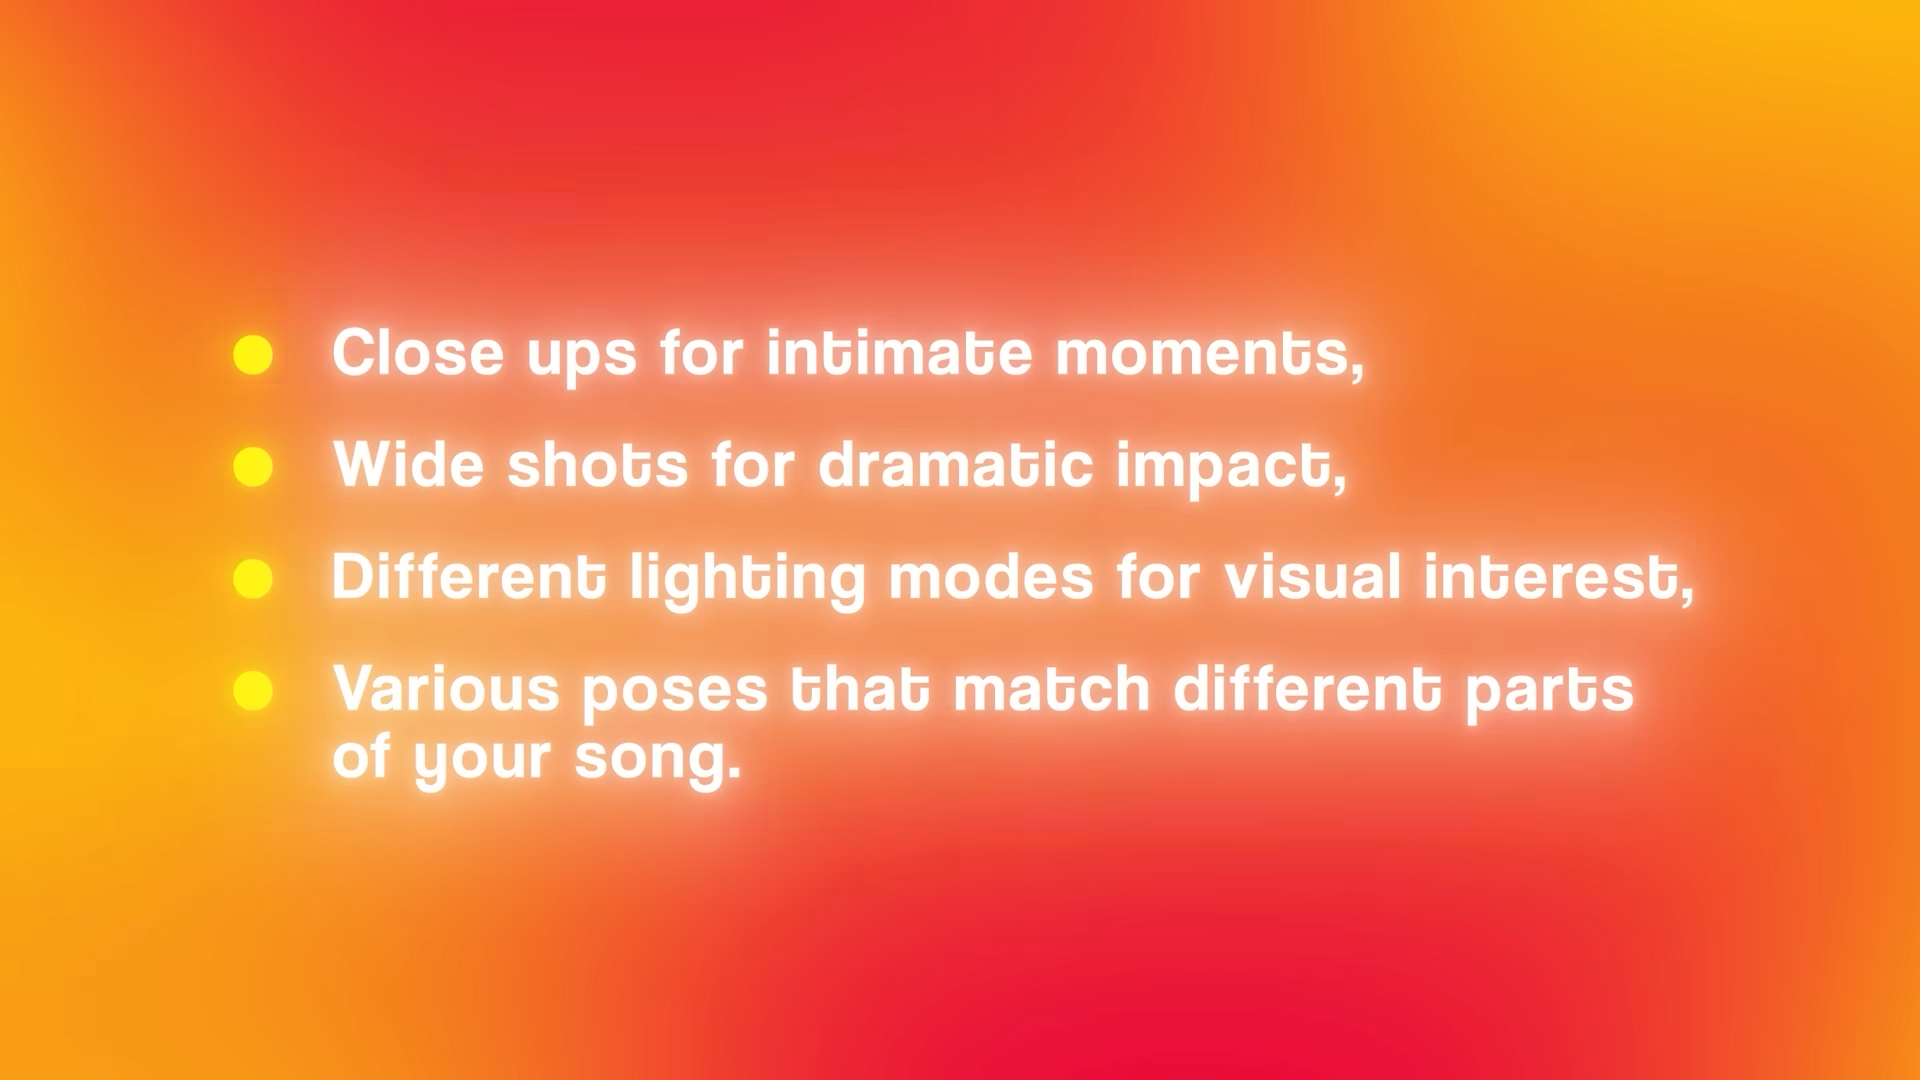 Close ups for intimate moments,
Wide shots for dramatic impact,
Different lighting modes for visual interest,
Various poses that match different parts
of your song.